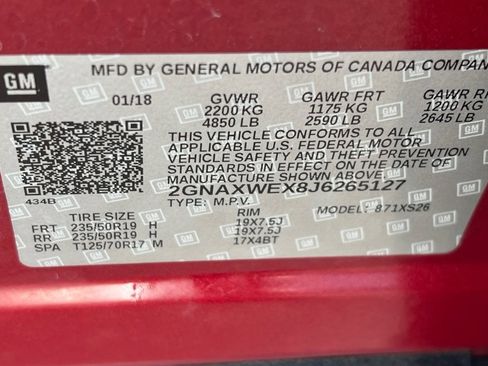 GM
MFD BY GENERAL MOTORS OF CANADA COMPAN
01/18 GVWR GAWR FRT GAWR RR
2200 KG 1175 KG 1200 KG
4850 LB 2590 LB 2645 LB
THIS VEHICLE CONFORMS TO ALL
APPLICABLE U.S. FEDERAL MOTOR
VEHICLE SAFETY AND THEFT PREVENTION
STANDARDS IN EFFECT ON THE DATE OF
MANUFACTURE SHOWN ABOVE.
2GNAXWEX8J6265127
434B TYPE: M.P.V. MODEL: 871XS26
TIRE SIZE RIM
FRT 235/50R19 H 19X7.5J
RR 235/50R19 H 19X7.5J
SPA T125/70R17 M 17X4BT